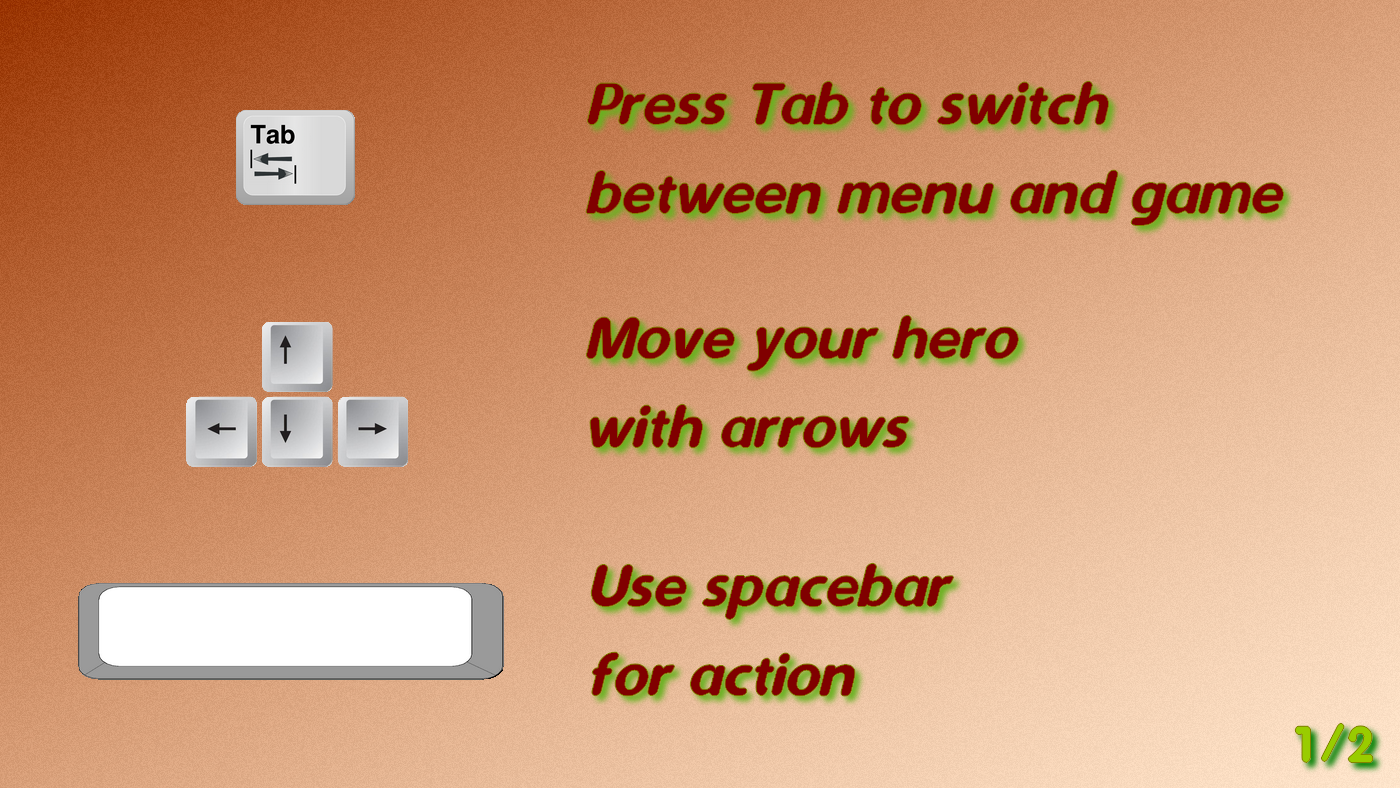 Tab
Press Tab to switch
between menu and game
Move your hero
with arrows
Use spacebar
for action
1/2